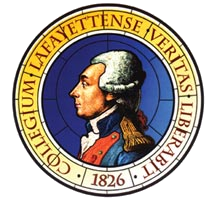 · COLLEGIUM · LAFAYETTENSE · VERITAS · LIBERABIT ·
1826